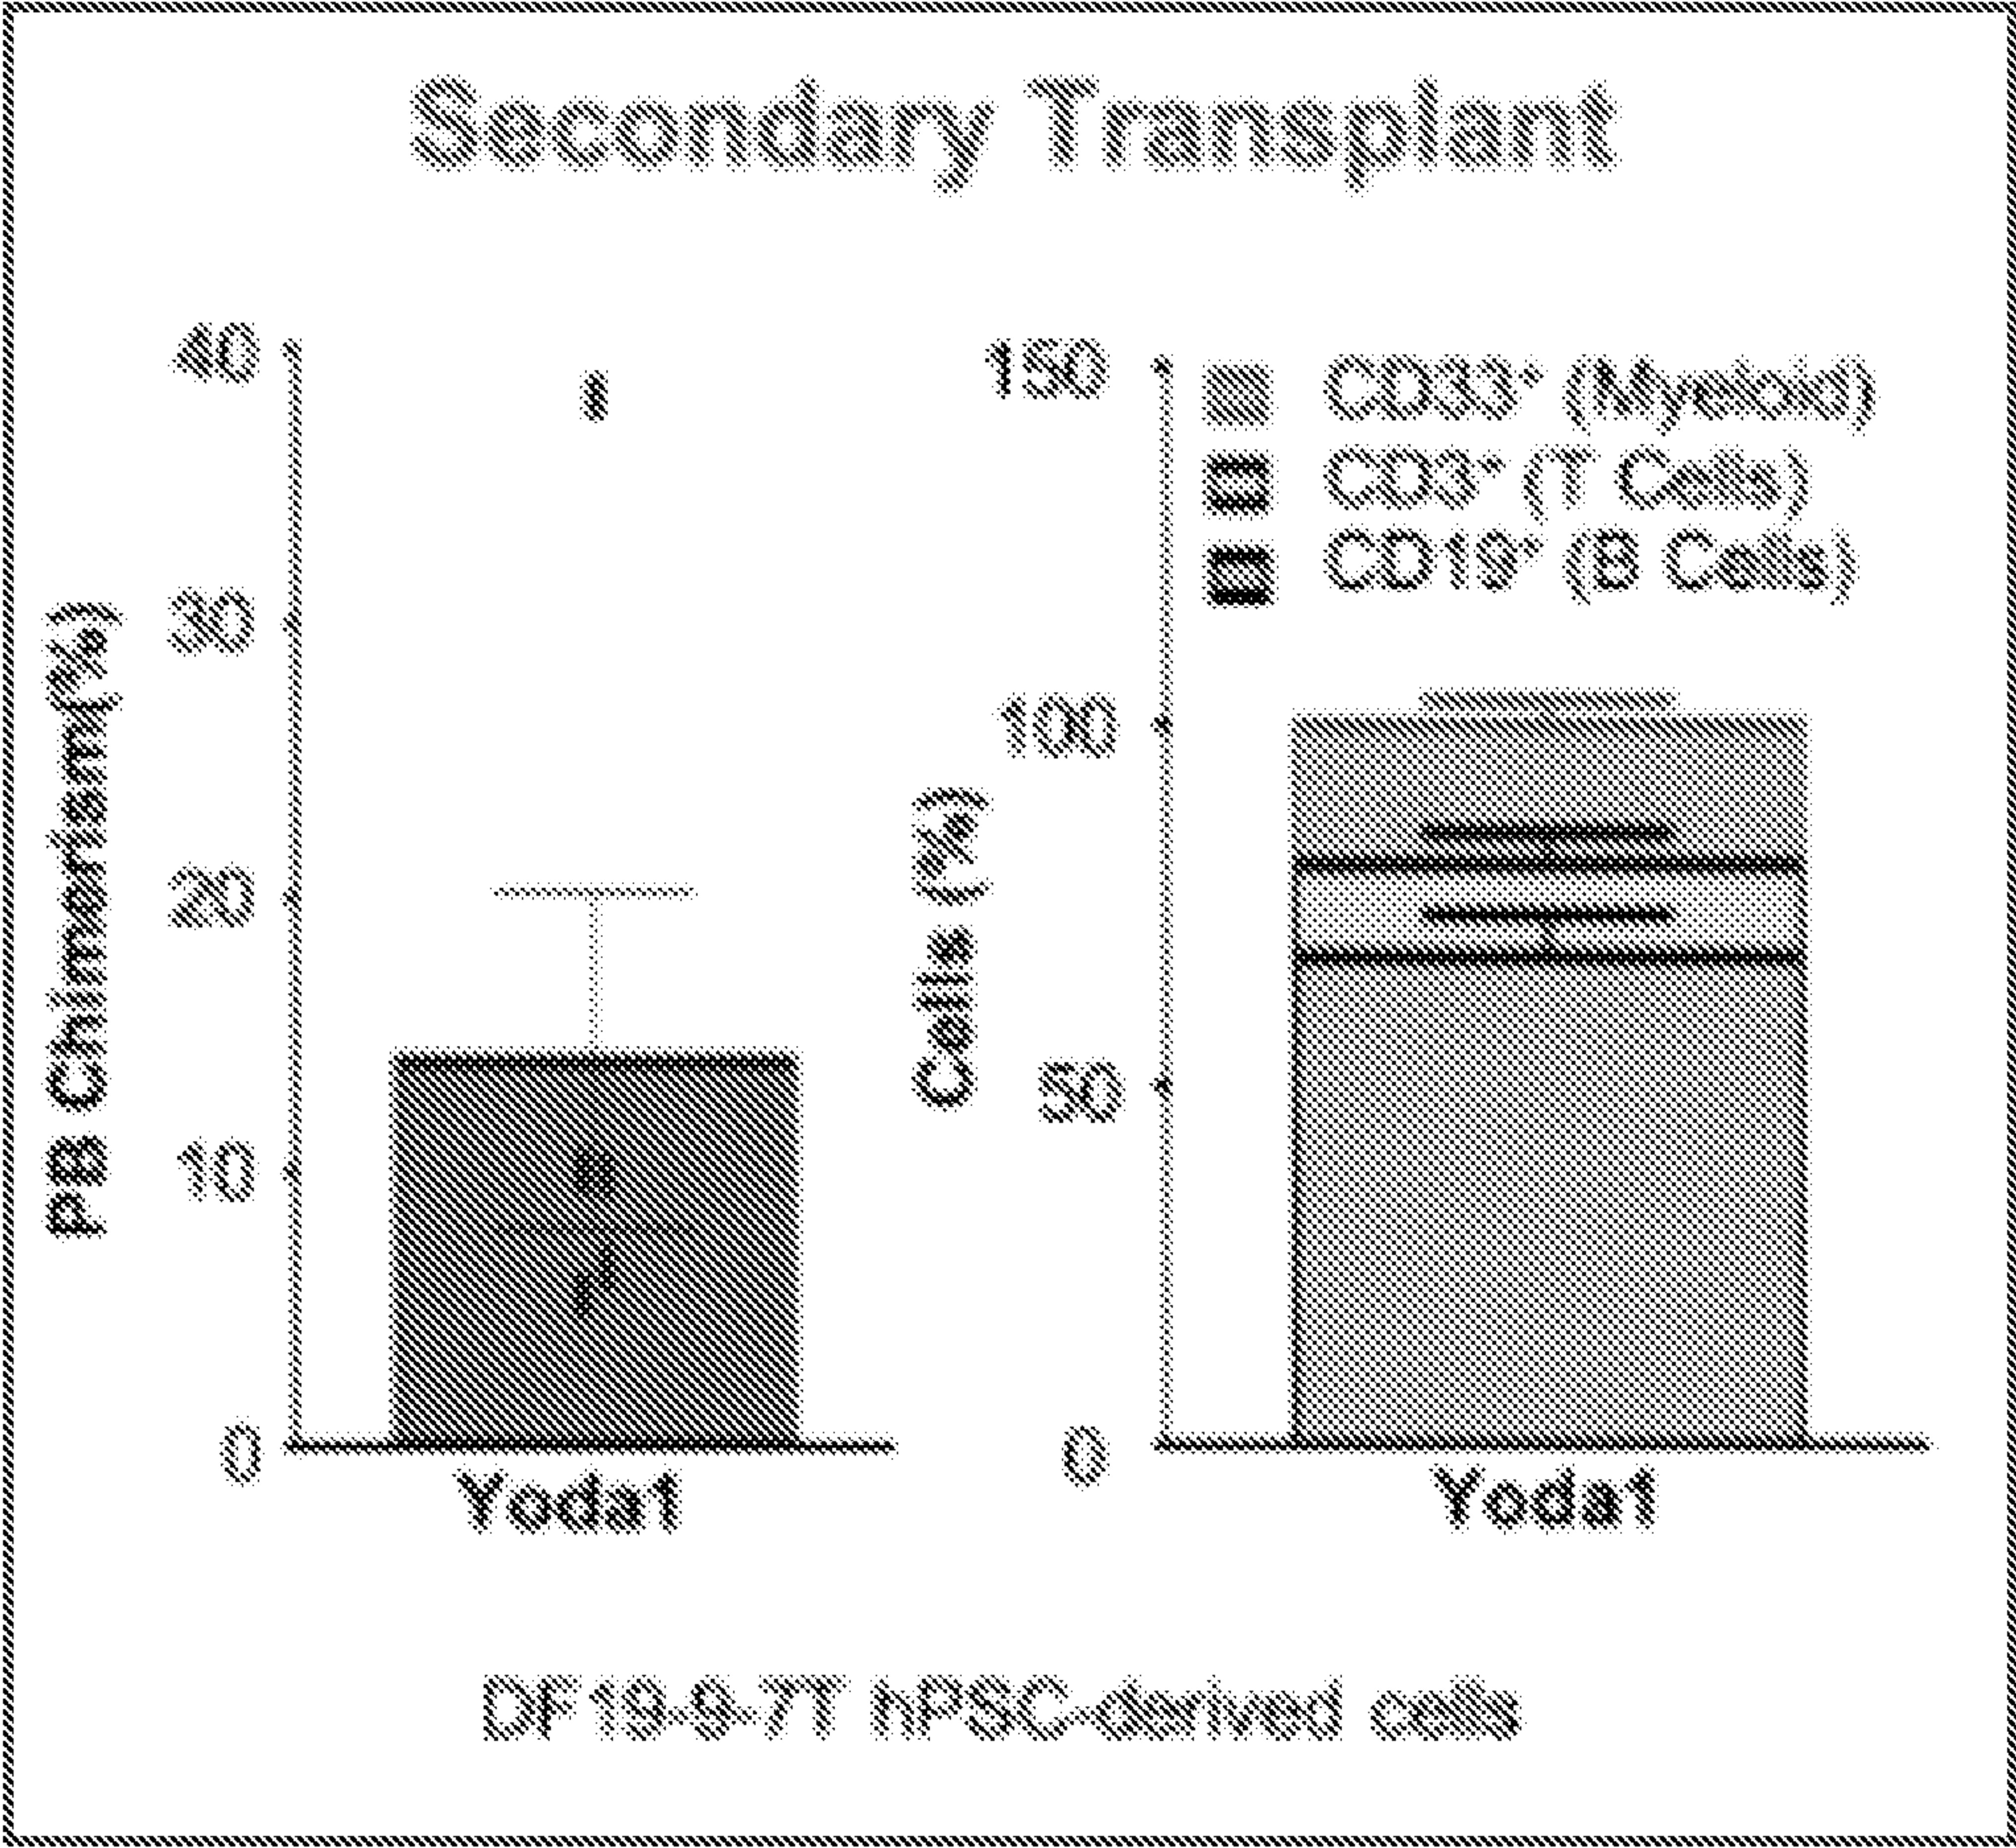 Secondary Transplant
PB Chimerism(%)
40
30
20
10
0
Yoda1
Cells (%)
150
100
50
0
CD33+ (Myeloid)
CD3+ (T Cells)
CD19+ (B Cells)
Yoda1
DF19-9-7T hPSC-derived cells